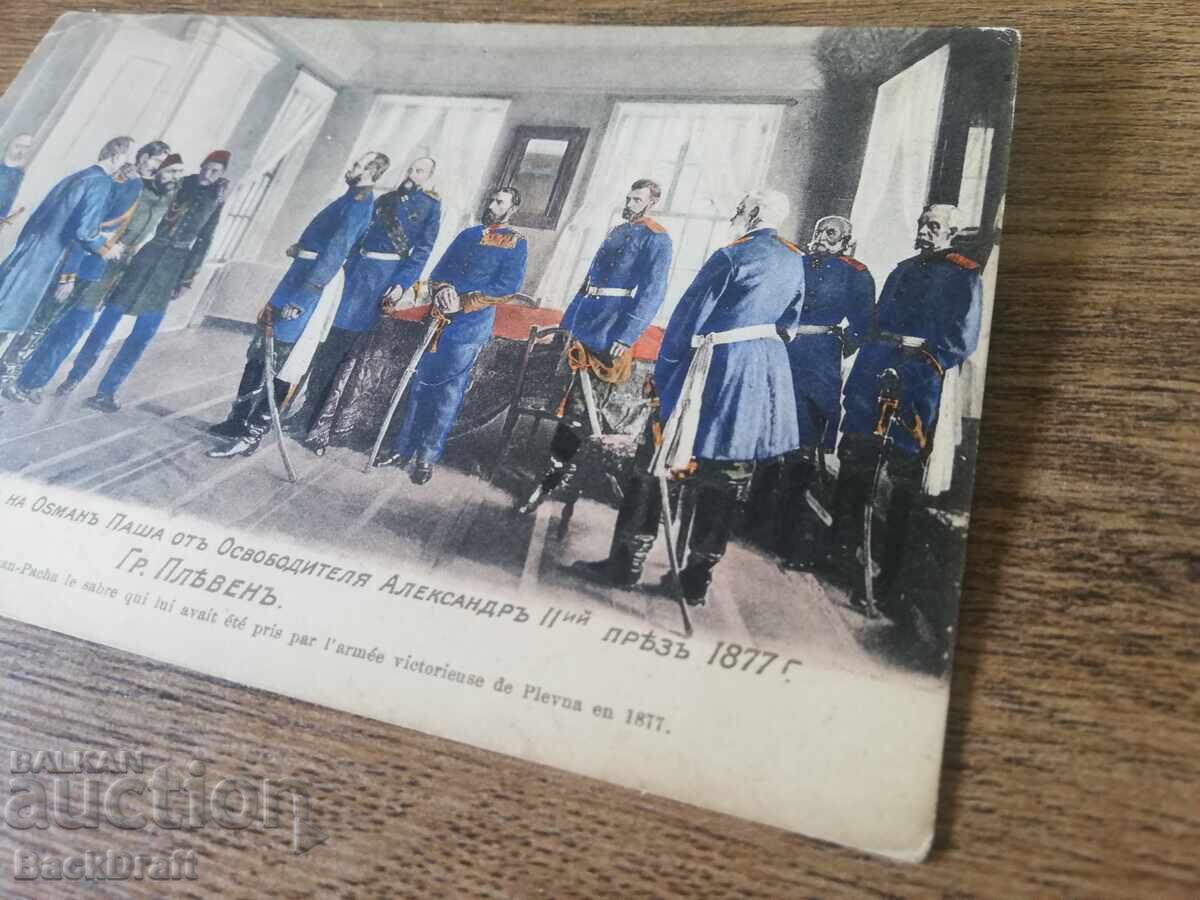 на Osманъ Паша отъ Освободителя Александръ IIий прѣзъ 1877 г.
Гр. Плѣвенъ.
an-Pacha le sabre qui lui avait été pris par l'armée victorieuse de Plevna en 1877.
BALKAN
auction
BackDraft